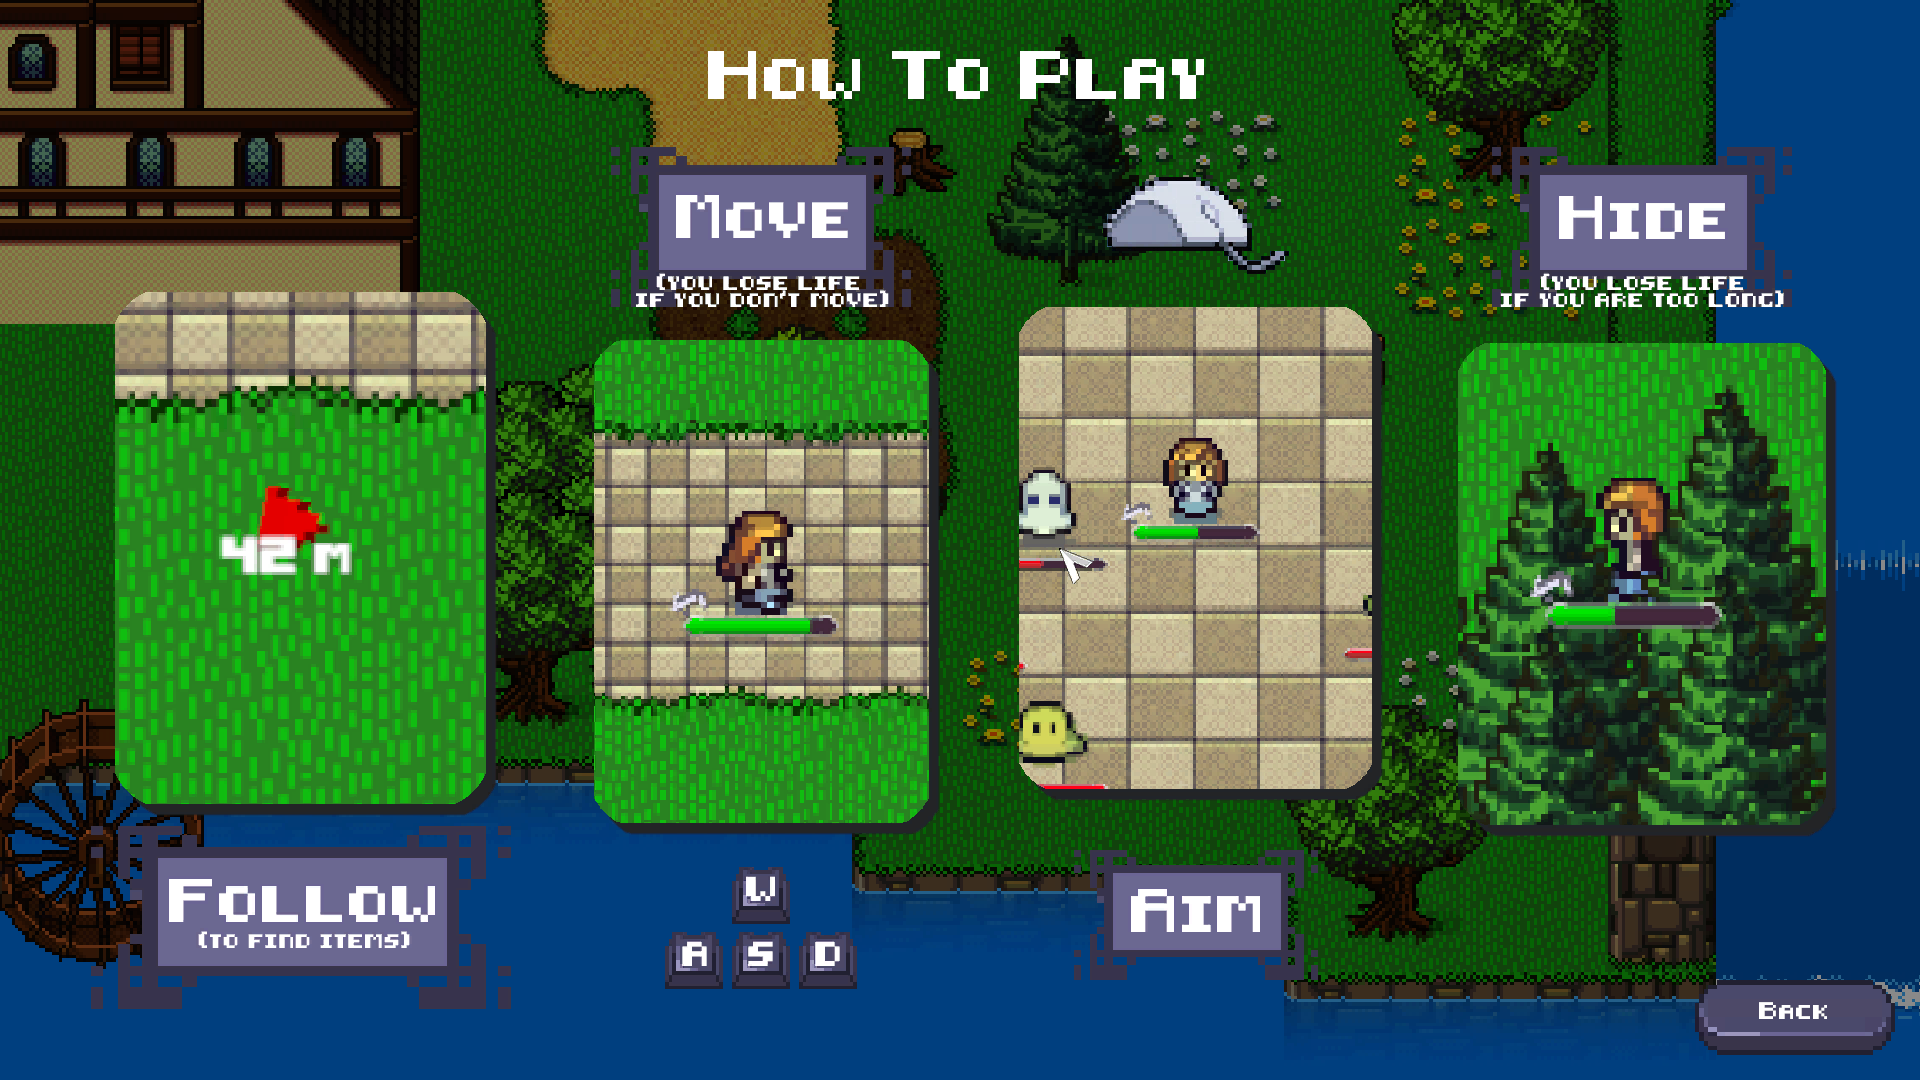 How To Play
Move
(you lose life
if you don't move)
Hide
(you lose life
if you are too long)
42 m
Follow
(to find items)
W
A S D
Aim
Back